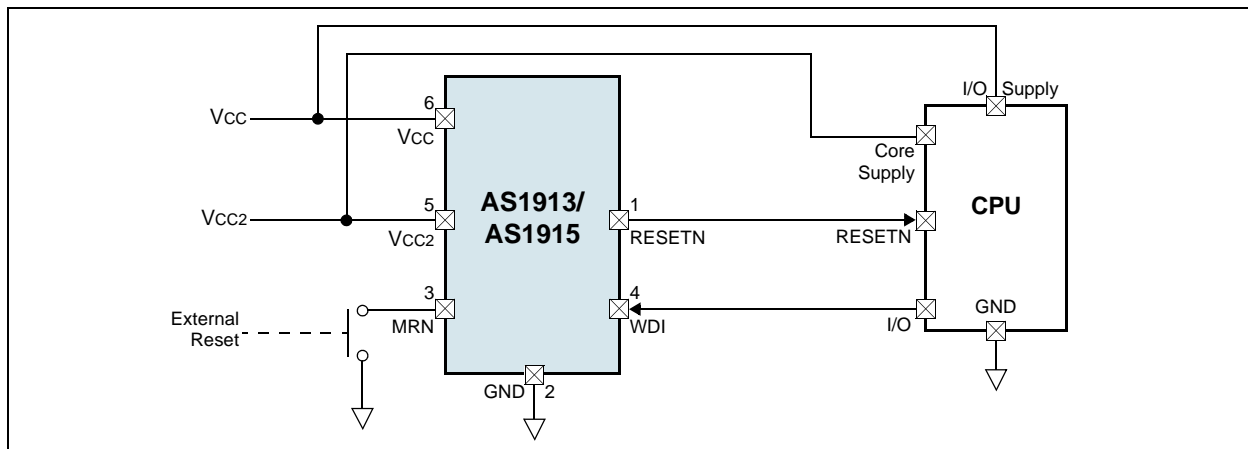 I/O Supply
6
VCC
VCC
Core
Supply
AS1913/
AS1915
CPU
5
1
VCC2
VCC2
RESETN
RESETN
3
4
External
Reset
MRN
WDI
I/O
GND
GND
2